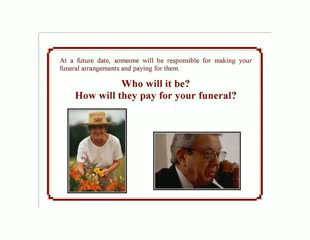 At a future date, someone will be responsible for making your
funeral arrangements and paying for them.
Who will it be?
How will they pay for your funeral?